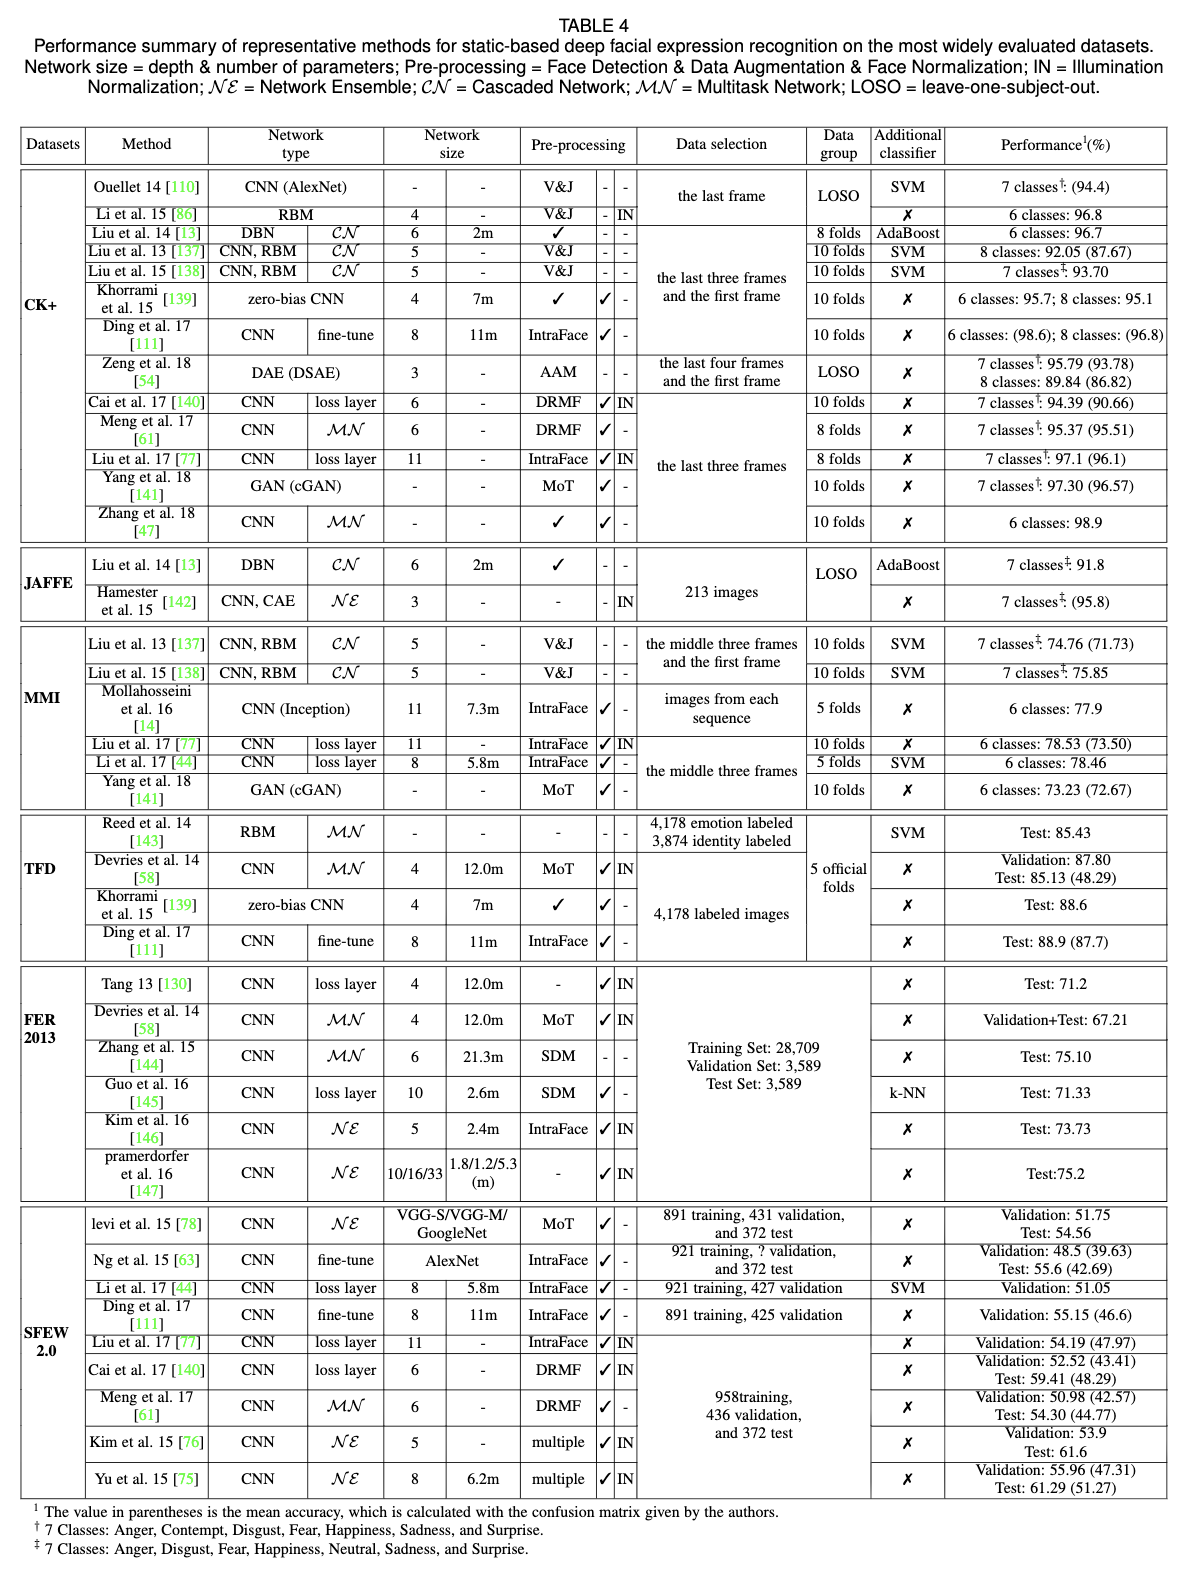 TABLE 4
Performance summary of representative methods for static-based deep facial expression recognition on the most widely evaluated datasets.
Network size = depth & number of parameters; Pre-processing = Face Detection & Data Augmentation & Face Normalization; IN = Illumination
Normalization; 𝒩ℰ = Network Ensemble; 𝒞𝒩 = Cascaded Network; ℳ𝒩 = Multitask Network; LOSO = leave-one-subject-out.
Datasets Method Network type Network size Pre-processing Data selection Data group Additional classifier Performance¹(%)
CK+
Ouellet 14 [110] CNN (AlexNet) - - V&J - - the last frame LOSO SVM 7 classes†: (94.4)
Li et al. 15 [86] RBM 4 - V&J - IN ✗ 6 classes: 96.8
Liu et al. 14 [13] DBN 𝒞𝒩 6 2m ✓ - - the last three frames and the first frame 8 folds AdaBoost 6 classes: 96.7
Liu et al. 13 [137] CNN, RBM 𝒞𝒩 5 - V&J - - 10 folds SVM 8 classes: 92.05 (87.67)
Liu et al. 15 [138] CNN, RBM 𝒞𝒩 5 - V&J - - 10 folds SVM 7 classes‡: 93.70
Khorrami et al. 15 [139] zero-bias CNN 4 7m ✓ ✓ - 10 folds ✗ 6 classes: 95.7; 8 classes: 95.1
Ding et al. 17 [111] CNN fine-tune 8 11m IntraFace ✓ - 10 folds ✗ 6 classes: (98.6); 8 classes: (96.8)
Zeng et al. 18 [54] DAE (DSAE) 3 - AAM - - the last four frames and the first frame LOSO ✗ 7 classes†: 95.79 (93.78)
8 classes: 89.84 (86.82)
Cai et al. 17 [140] CNN loss layer 6 - DRMF ✓ IN the last three frames 10 folds ✗ 7 classes†: 94.39 (90.66)
Meng et al. 17 [61] CNN ℳ𝒩 6 - DRMF ✓ - 8 folds ✗ 7 classes†: 95.37 (95.51)
Liu et al. 17 [77] CNN loss layer 11 - IntraFace ✓ IN 8 folds ✗ 7 classes†: 97.1 (96.1)
Yang et al. 18 [141] GAN (cGAN) - - MoT ✓ - 10 folds ✗ 7 classes†: 97.30 (96.57)
Zhang et al. 18 [47] CNN ℳ𝒩 - - ✓ ✓ - 10 folds ✗ 6 classes: 98.9
JAFFE
Liu et al. 14 [13] DBN 𝒞𝒩 6 2m ✓ - - 213 images LOSO AdaBoost 7 classes‡: 91.8
Hamester et al. 15 [142] CNN, CAE 𝒩ℰ 3 - - - IN ✗ 7 classes‡: (95.8)
MMI
Liu et al. 13 [137] CNN, RBM 𝒞𝒩 5 - V&J - - the middle three frames and the first frame 10 folds SVM 7 classes‡: 74.76 (71.73)
Liu et al. 15 [138] CNN, RBM 𝒞𝒩 5 - V&J - - 10 folds SVM 7 classes‡: 75.85
Mollahosseini et al. 16 [14] CNN (Inception) 11 7.3m IntraFace ✓ - images from each sequence 5 folds ✗ 6 classes: 77.9
Liu et al. 17 [77] CNN loss layer 11 - IntraFace ✓ IN the middle three frames 10 folds ✗ 6 classes: 78.53 (73.50)
Li et al. 17 [44] CNN loss layer 8 5.8m IntraFace ✓ - 5 folds SVM 6 classes: 78.46
Yang et al. 18 [141] GAN (cGAN) - - MoT ✓ - 10 folds ✗ 6 classes: 73.23 (72.67)
TFD
Reed et al. 14 [143] RBM ℳ𝒩 - - - - - 4,178 emotion labeled 3,874 identity labeled 5 official folds SVM Test: 85.43
Devries et al. 14 [58] CNN ℳ𝒩 4 12.0m MoT ✓ IN 4,178 labeled images ✗ Validation: 87.80
Test: 85.13 (48.29)
Khorrami et al. 15 [139] zero-bias CNN 4 7m ✓ ✓ - ✗ Test: 88.6
Ding et al. 17 [111] CNN fine-tune 8 11m IntraFace ✓ - ✗ Test: 88.9 (87.7)
FER 2013
Tang 13 [130] CNN loss layer 4 12.0m - ✓ IN Training Set: 28,709 Validation Set: 3,589 Test Set: 3,589 ✗ Test: 71.2
Devries et al. 14 [58] CNN ℳ𝒩 4 12.0m MoT ✓ IN ✗ Validation+Test: 67.21
Zhang et al. 15 [144] CNN ℳ𝒩 6 21.3m SDM - - ✗ Test: 75.10
Guo et al. 16 [145] CNN loss layer 10 2.6m SDM ✓ - k-NN Test: 71.33
Kim et al. 16 [146] CNN 𝒩ℰ 5 2.4m IntraFace ✓ IN ✗ Test: 73.73
pramerdorfer et al. 16 [147] CNN 𝒩ℰ 10/16/33 1.8/1.2/5.3 (m) - ✓ IN ✗ Test:75.2
SFEW 2.0
levi et al. 15 [78] CNN 𝒩ℰ VGG-S/VGG-M/ GoogleNet MoT ✓ - 891 training, 431 validation, and 372 test ✗ Validation: 51.75
Test: 54.56
Ng et al. 15 [63] CNN fine-tune AlexNet IntraFace ✓ - 921 training, ? validation, and 372 test ✗ Validation: 48.5 (39.63)
Test: 55.6 (42.69)
Li et al. 17 [44] CNN loss layer 8 5.8m IntraFace ✓ - 921 training, 427 validation SVM Validation: 51.05
Ding et al. 17 [111] CNN fine-tune 8 11m IntraFace ✓ - 891 training, 425 validation ✗ Validation: 55.15 (46.6)
Liu et al. 17 [77] CNN loss layer 11 - IntraFace ✓ IN 958training, 436 validation, and 372 test ✗ Validation: 54.19 (47.97)
Cai et al. 17 [140] CNN loss layer 6 - DRMF ✓ IN ✗ Validation: 52.52 (43.41)
Test: 59.41 (48.29)
Meng et al. 17 [61] CNN ℳ𝒩 6 - DRMF ✓ - ✗ Validation: 50.98 (42.57)
Test: 54.30 (44.77)
Kim et al. 15 [76] CNN 𝒩ℰ 5 - multiple ✓ IN ✗ Validation: 53.9
Test: 61.6
Yu et al. 15 [75] CNN 𝒩ℰ 8 6.2m multiple ✓ IN ✗ Validation: 55.96 (47.31)
Test: 61.29 (51.27)
¹ The value in parentheses is the mean accuracy, which is calculated with the confusion matrix given by the authors.
† 7 Classes: Anger, Contempt, Disgust, Fear, Happiness, Sadness, and Surprise.
‡ 7 Classes: Anger, Disgust, Fear, Happiness, Neutral, Sadness, and Surprise.